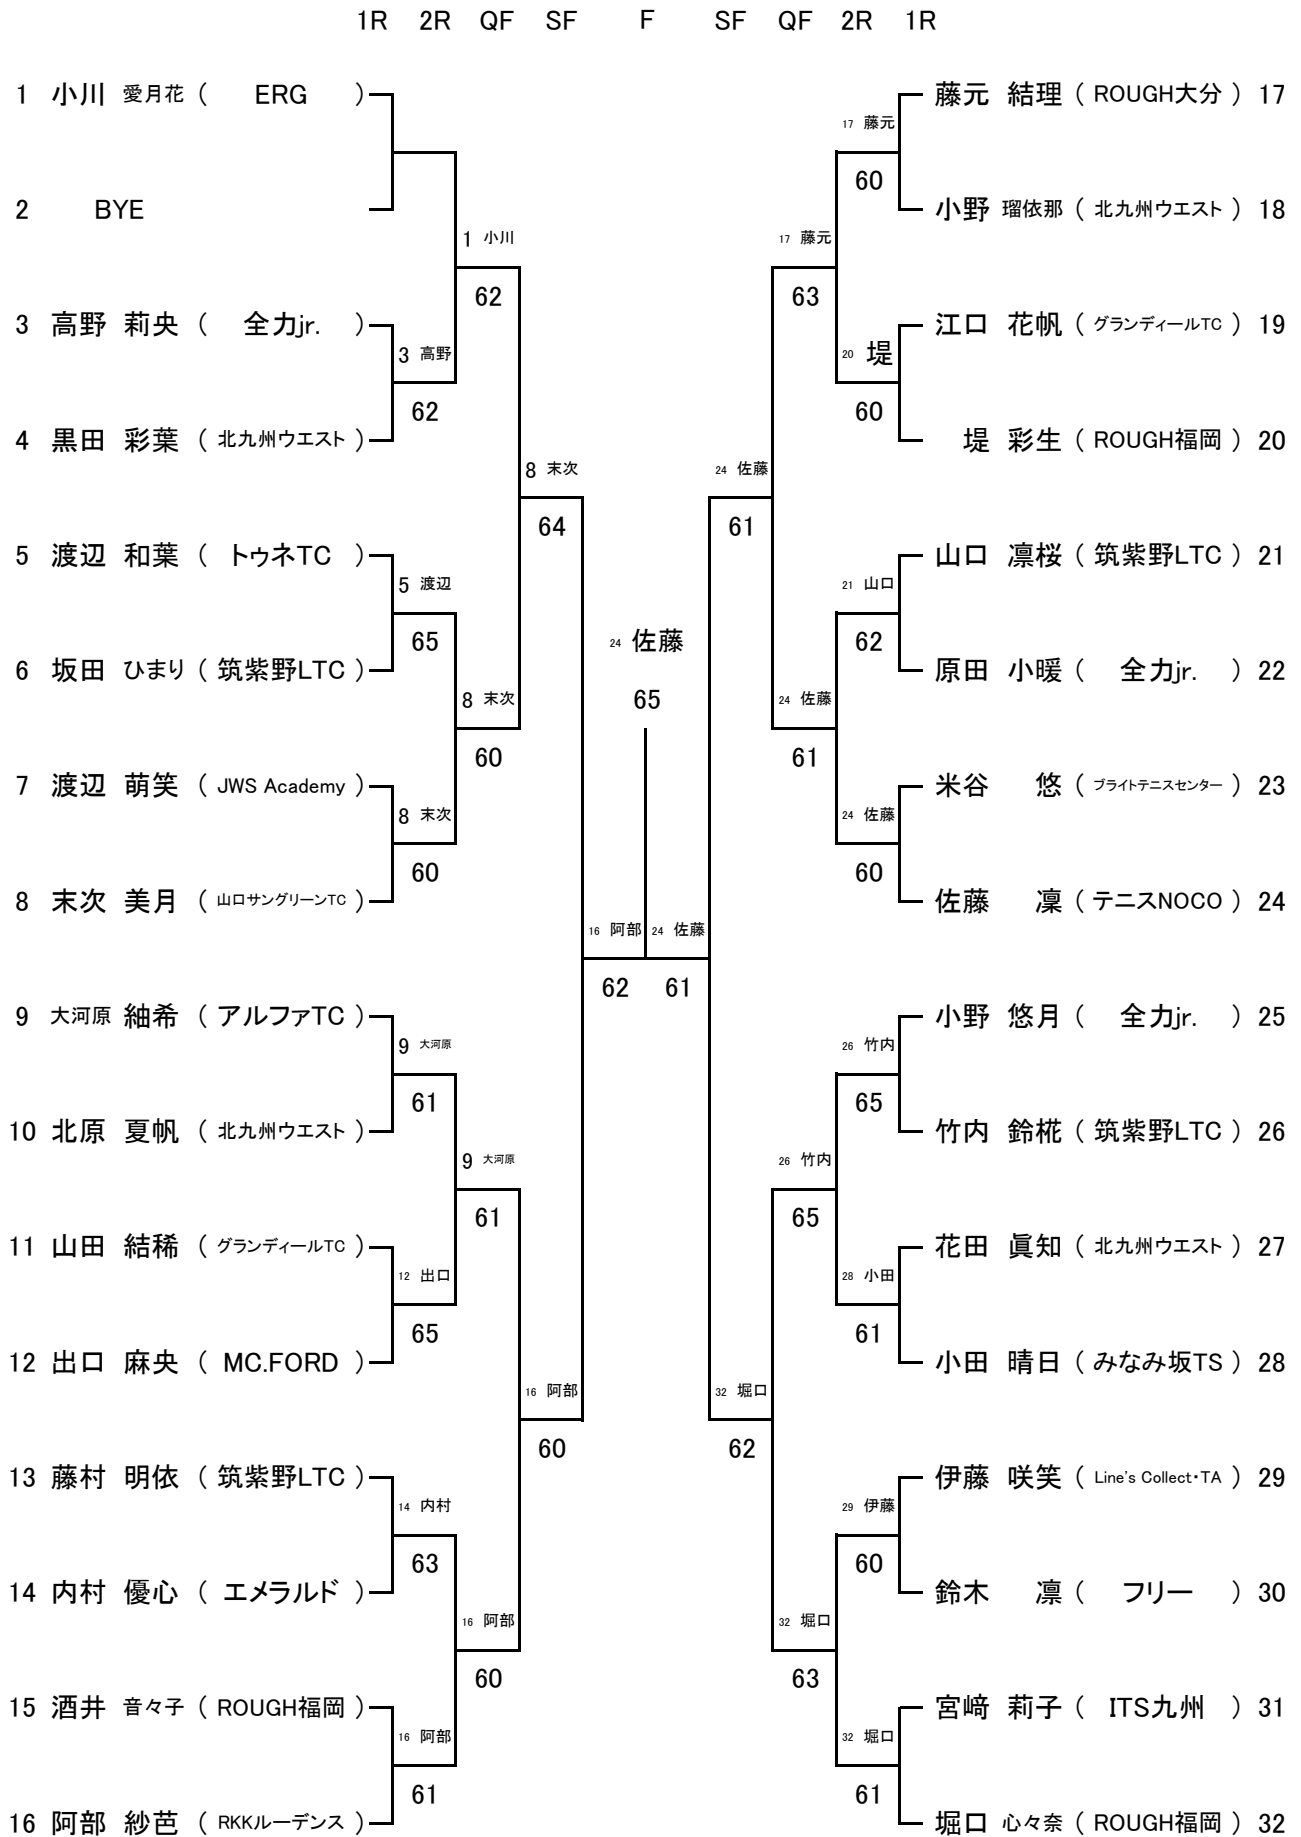 1R 2R QF SF F SF QF 2R 1R
1 小川 愛月花 ( ERG )
2 BYE
1 小川
62
3 高野 莉央 ( 全力jr. )
3 高野
62
4 黒田 彩葉 ( 北九州ウエスト )
8 末次
64
5 渡辺 和葉 ( トゥネTC )
5 渡辺
65
6 坂田 ひまり ( 筑紫野LTC )
8 末次
60
7 渡辺 萌笑 ( JWS Academy )
8 末次
60
8 末次 美月 ( 山口サングリーンTC )
16 阿部
62
9 大河原 紬希 ( アルファTC )
9 大河原
61
10 北原 夏帆 ( 北九州ウエスト )
9 大河原
61
11 山田 結稀 ( グランディールTC )
12 出口
65
12 出口 麻央 ( MC.FORD )
16 阿部
60
13 藤村 明依 ( 筑紫野LTC )
14 内村
63
14 内村 優心 ( エメラルド )
16 阿部
60
15 酒井 音々子 ( ROUGH福岡 )
16 阿部
61
16 阿部 紗芭 ( RKKルーデンス )
24 佐藤
65
藤元 結理 ( ROUGH大分 ) 17
17 藤元
60
小野 瑠依那 ( 北九州ウエスト ) 18
17 藤元
63
江口 花帆 ( グランディールTC ) 19
20 堤
60
堤 彩生 ( ROUGH福岡 ) 20
24 佐藤
61
山口 凛桜 ( 筑紫野LTC ) 21
21 山口
62
原田 小暖 ( 全力jr. ) 22
24 佐藤
61
米谷 悠 ( ブライトテニスセンター ) 23
24 佐藤
60
佐藤 凜 ( テニスNOCO ) 24
24 佐藤
61
小野 悠月 ( 全力jr. ) 25
26 竹内
65
竹内 鈴椛 ( 筑紫野LTC ) 26
26 竹内
65
花田 眞知 ( 北九州ウエスト ) 27
28 小田
61
小田 晴日 ( みなみ坂TS ) 28
32 堀口
62
伊藤 咲笑 ( Line's Collect・TA ) 29
29 伊藤
60
鈴木 凛 ( フリー ) 30
32 堀口
63
宮﨑 莉子 ( ITS九州 ) 31
32 堀口
61
堀口 心々奈 ( ROUGH福岡 ) 32